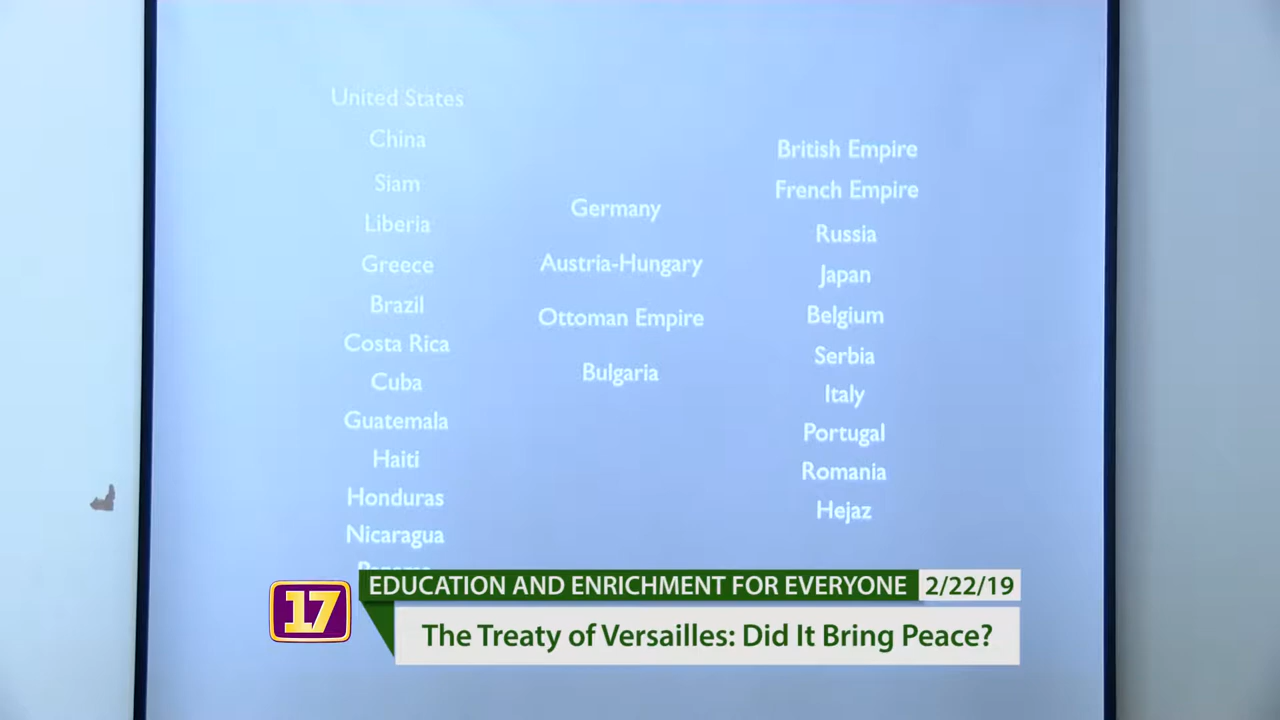 United States
China
Siam
Liberia
Greece
Brazil
Costa Rica
Cuba
Guatemala
Haiti
Honduras
Nicaragua
Germany
Austria-Hungary
Ottoman Empire
Bulgaria
British Empire
French Empire
Russia
Japan
Belgium
Serbia
Italy
Portugal
Romania
Hejaz
17
EDUCATION AND ENRICHMENT FOR EVERYONE 2/22/19
The Treaty of Versailles: Did It Bring Peace?